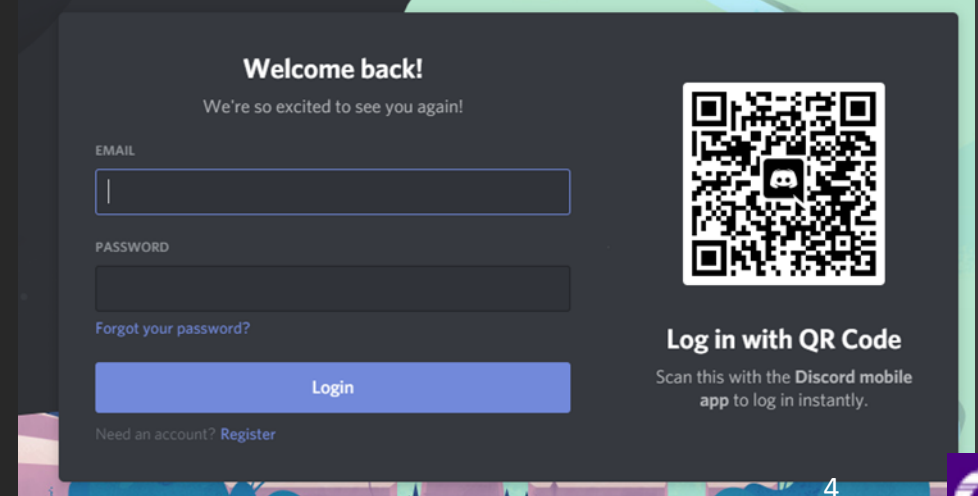 Welcome back!
We're so excited to see you again!
EMAIL
PASSWORD
Forgot your password?
Login
Need an account? Register
Log in with QR Code
Scan this with the Discord mobile
app to log in instantly.
4